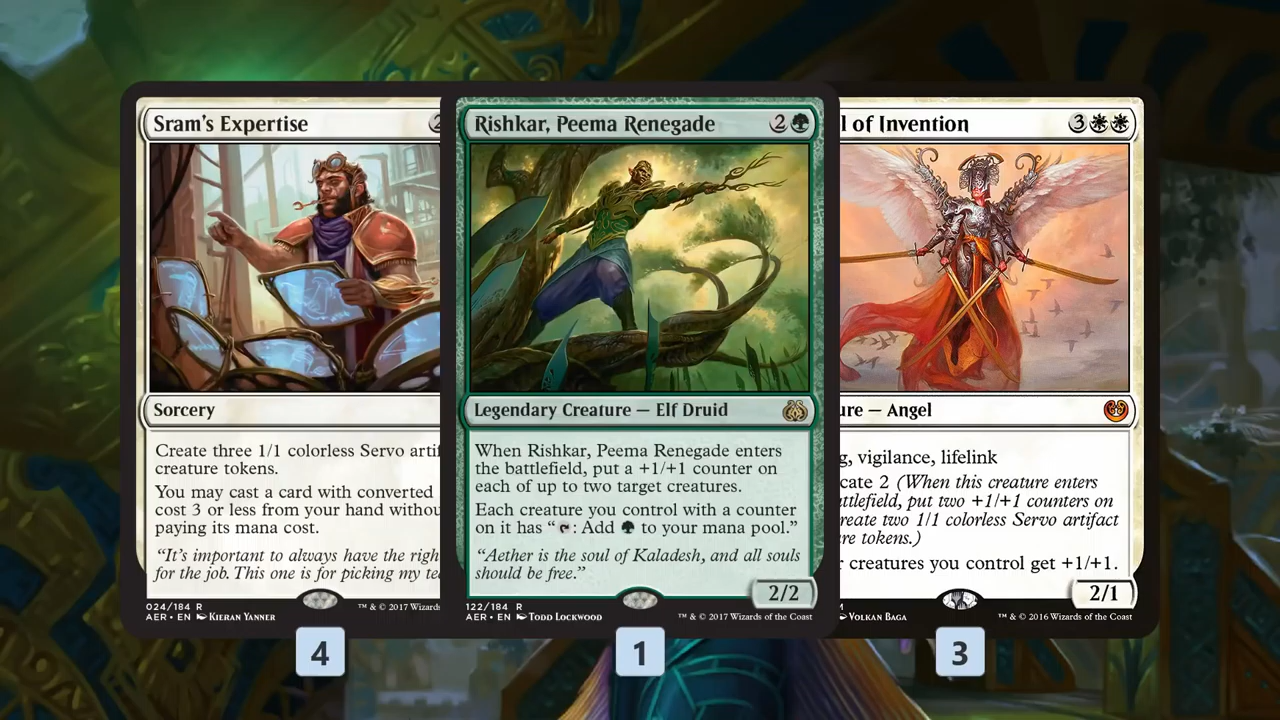 Sram's Expertise
Sorcery
Create three 1/1 colorless Servo
creature tokens.
You may cast a card with converted
cost 3 or less from your hand
paying its mana cost.
"It's important to always have the
for the job. This one is for picking my
024/184 R
AER • EN KIERAN YANNER
™ & © 2017 Wizards
4
Rishkar, Peema Renegade
2
Legendary Creature — Elf Druid
When Rishkar, Peema Renegade enters
the battlefield, put a +1/+1 counter on
each of up to two target creatures.
Each creature you control with a counter
on it has ": Add to your mana pool."
"Aether is the soul of Kaladesh, and all souls
should be free."
2/2
122/184 R
AER • EN TODD LOCKWOOD
™ & © 2017 Wizards of the Coast
1
of Invention
3
— Angel
vigilance, lifelink
2 (When this creature enters
put two +1/+1 counters on
two 1/1 colorless Servo artifact
tokens.)
creatures you control get +1/+1.
2/1
VOLKAN BAGA
™ & © 2016 Wizards of the Coast
3